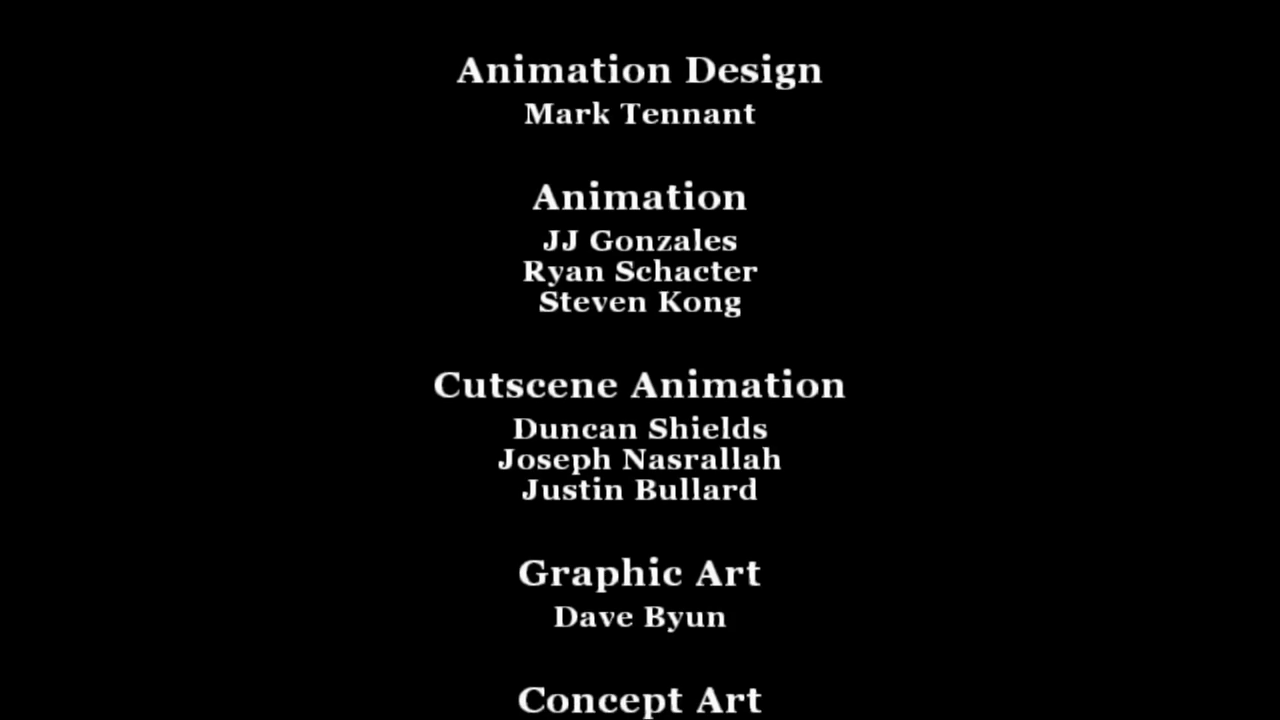 Animation Design
Mark Tennant
Animation
JJ Gonzales
Ryan Schacter
Steven Kong
Cutscene Animation
Duncan Shields
Joseph Nasrallah
Justin Bullard
Graphic Art
Dave Byun
Concept Art